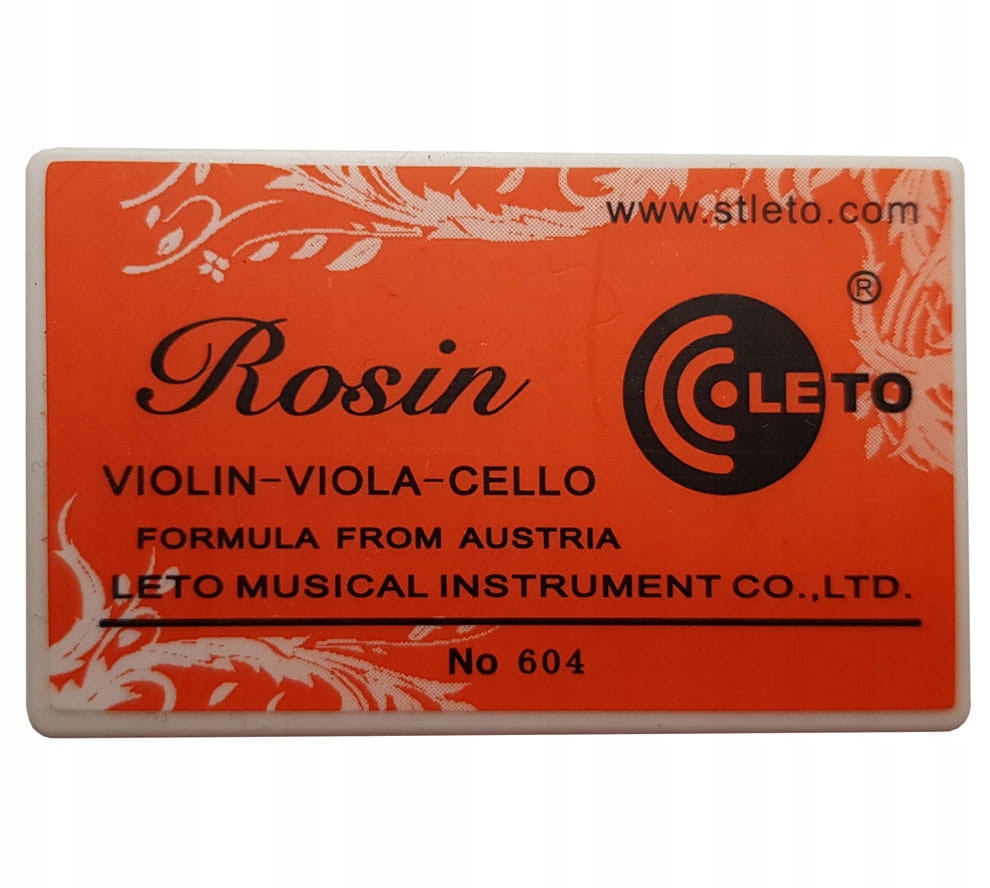 www.stleto.com
®
LETO
Rosin
VIOLIN-VIOLA-CELLO
FORMULA FROM AUSTRIA
LETO MUSICAL INSTRUMENT CO.,LTD.
No 604